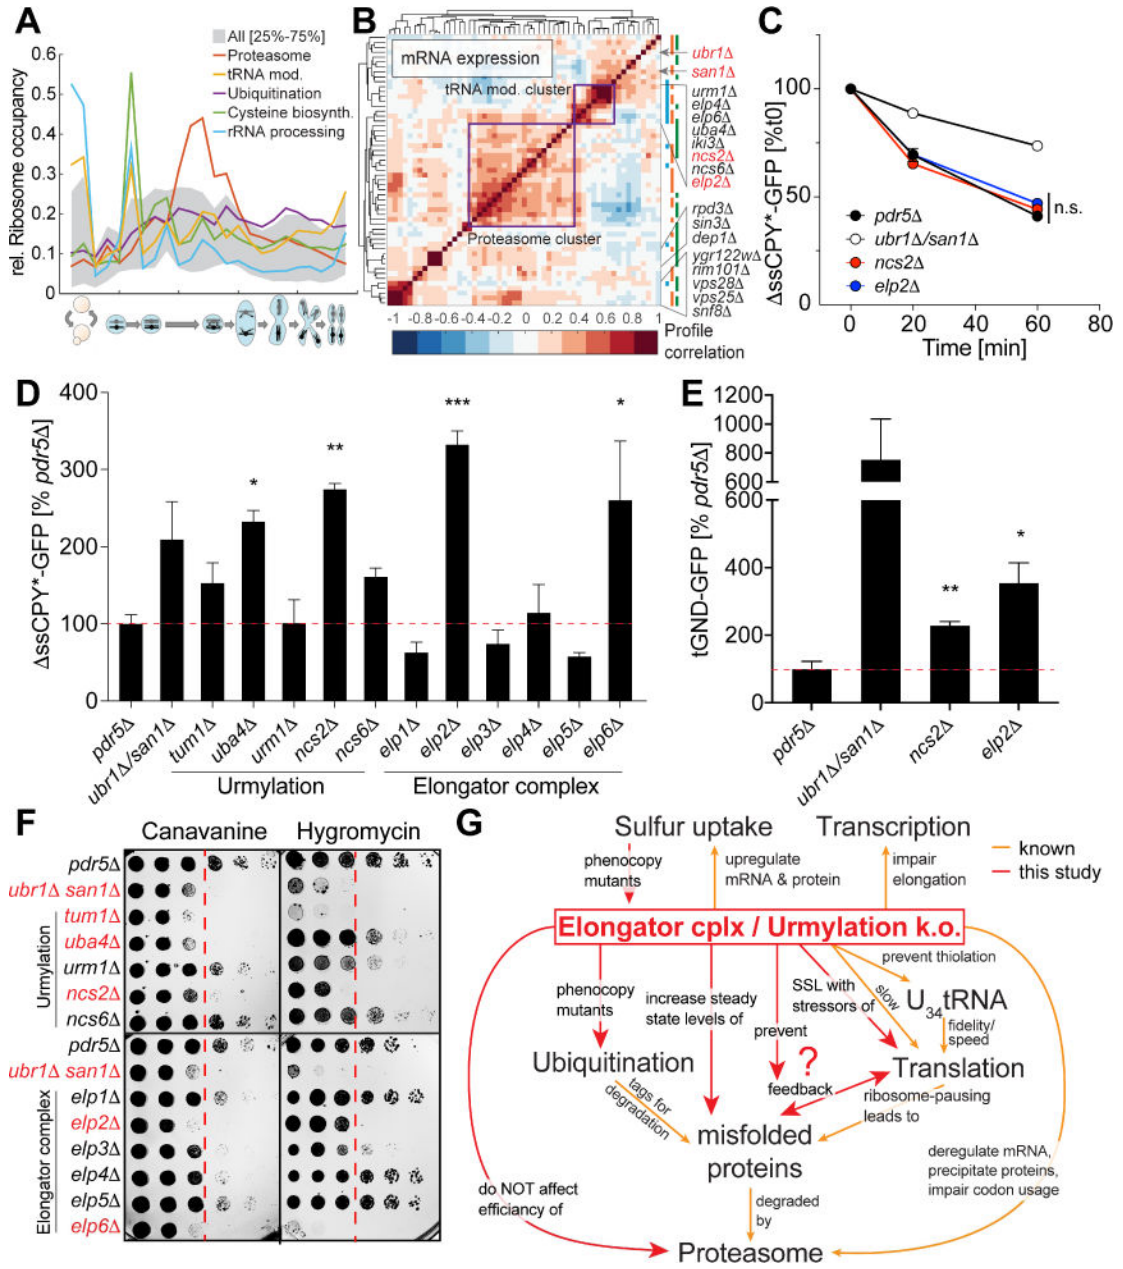 A
All [25%-75%]
Proteasome
tRNA mod.
Ubiquitination
Cysteine biosynth.
rRNA processing
rel. Ribosome occupancy
0.6
0.5
0.4
0.3
0.2
0.1
0
B
mRNA expression
tRNA mod. cluster
Proteasome cluster
ubr1Δ
san1Δ
urm1Δ
elp4Δ
elp6Δ
uba4Δ
iki3Δ
ncs2Δ
ncs6Δ
elp2Δ
rpd3Δ
sin3Δ
dep1Δ
ygr122wΔ
rim101Δ
vps28Δ
vps25Δ
snf8Δ
-1 -0.8 -0.6 -0.4 -0.2 0 0.2 0.4 0.6 0.8 1
Profile
correlation
C
ΔssCPY*-GFP [%t0]
100
50
0
n.s.
pdr5Δ
ubr1Δ/san1Δ
ncs2Δ
elp2Δ
0 20 40 60 80
Time [min]
D
ΔssCPY*-GFP [% pdr5Δ]
400
300
200
100
0
*
**
***
*
pdr5Δ
ubr1Δ/san1Δ
tum1Δ
uba4Δ
urm1Δ
ncs2Δ
ncs6Δ
elp1Δ
elp2Δ
elp3Δ
elp4Δ
elp5Δ
elp6Δ
Urmylation
Elongator complex
E
tGND-GFP [% pdr5Δ]
1200
1000
800
600
600
400
200
0
**
*
pdr5Δ
ubr1Δ/san1Δ
ncs2Δ
elp2Δ
F
Canavanine
Hygromycin
pdr5Δ
ubr1Δ san1Δ
Urmylation
tum1Δ
uba4Δ
urm1Δ
ncs2Δ
ncs6Δ
pdr5Δ
ubr1Δ san1Δ
Elongator complex
elp1Δ
elp2Δ
elp3Δ
elp4Δ
elp5Δ
elp6Δ
G
Sulfur uptake
Transcription
known
this study
phenocopy
mutants
upregulate
mRNA & protein
impair
elongation
Elongator cplx / Urmylation k.o.
prevent thiolation
phenocopy
mutants
increase steady
state levels of
prevent
SSL with
stressors of
slow
U34tRNA
fidelity/
speed
Ubiquitination
?
feedback
Translation
tags for
degradation
ribosome-pausing
leads to
misfolded
proteins
do NOT affect
efficiancy of
degraded
by
deregulate mRNA,
precipitate proteins,
impair codon usage
Proteasome